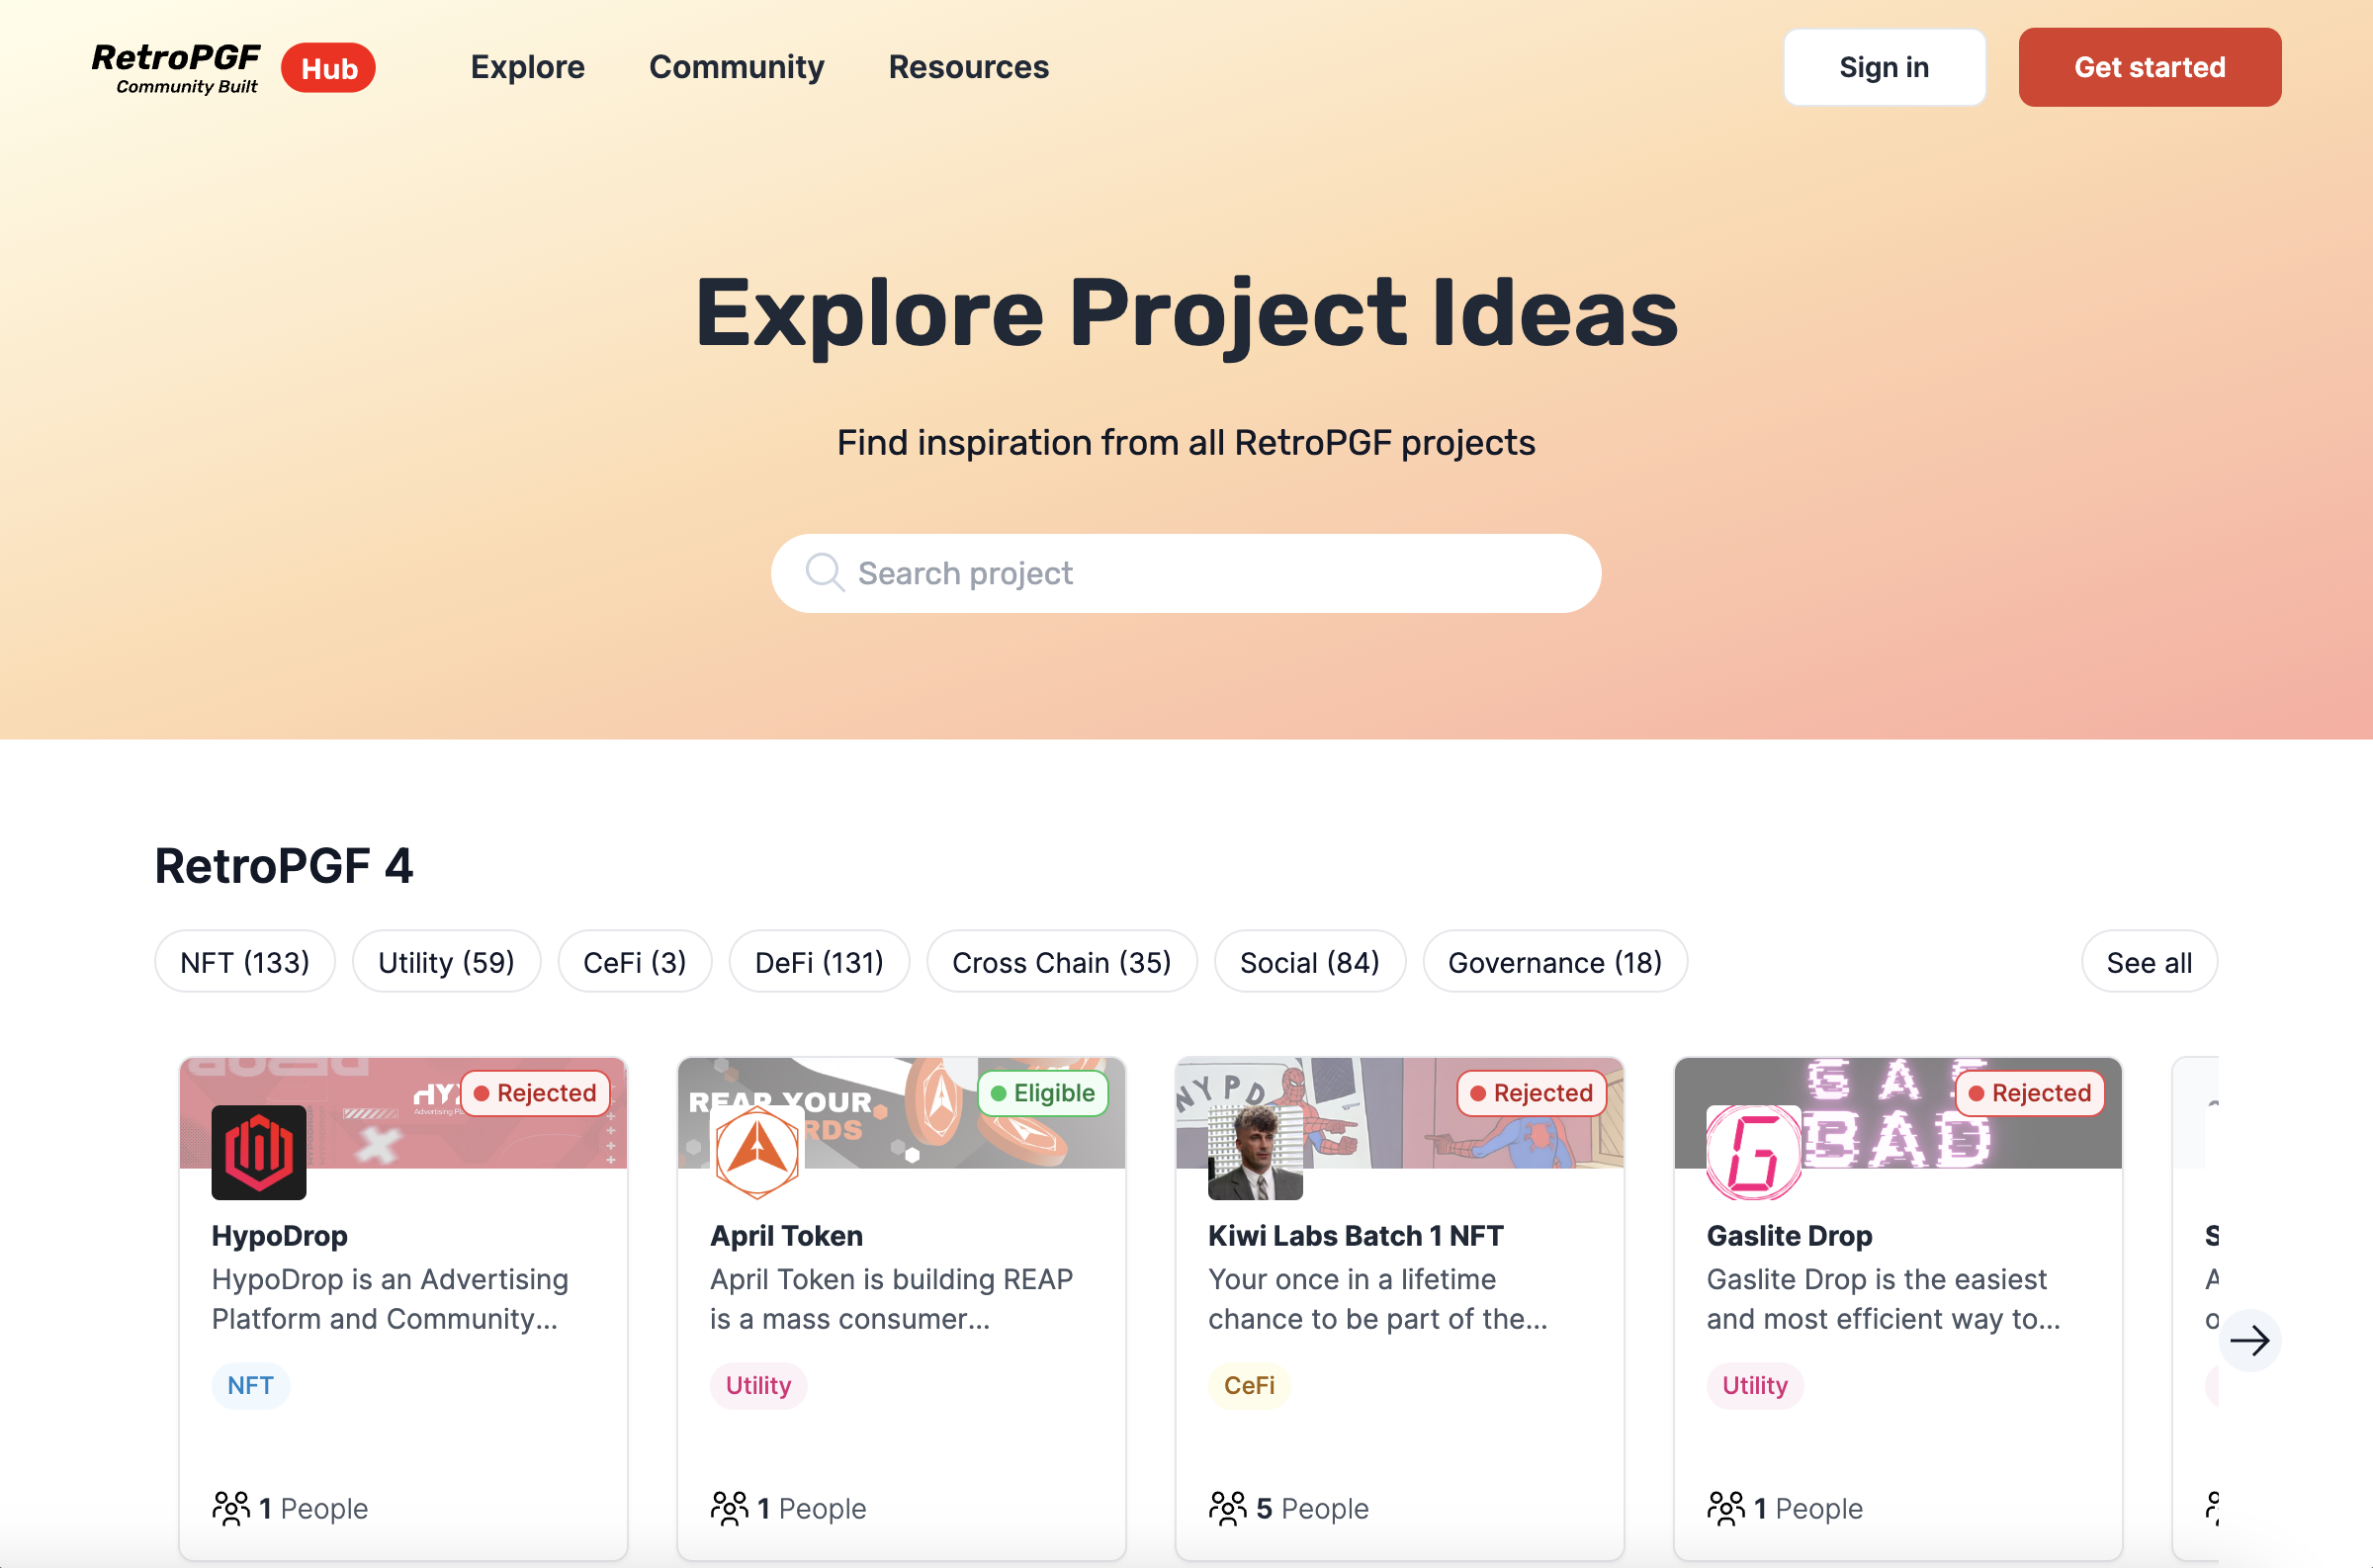 RetroPGF
Community Built
Hub
Explore
Community
Resources
Sign in
Get started
Explore Project Ideas
Find inspiration from all RetroPGF projects
Search project
RetroPGF 4
NFT (133)
Utility (59)
CeFi (3)
DeFi (131)
Cross Chain (35)
Social (84)
Governance (18)
See all
Rejected
HypoDrop
HypoDrop is an Advertising
Platform and Community...
NFT
1 People
REAP YOUR
Eligible
April Token
April Token is building REAP
is a mass consumer...
Utility
1 People
NYPD
Rejected
Kiwi Labs Batch 1 NFT
Your once in a lifetime
chance to be part of the...
CeFi
5 People
BAD
Rejected
G
Gaslite Drop
Gaslite Drop is the easiest
and most efficient way to...
Utility
1 People